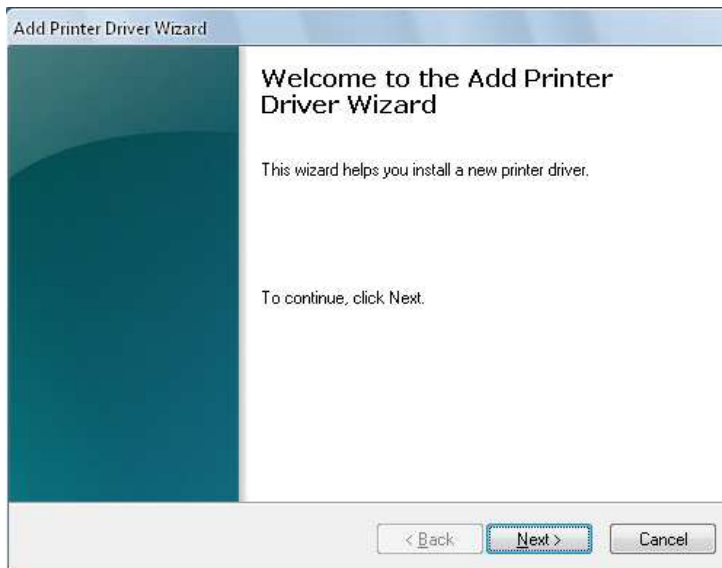 Add Printer Driver Wizard
Welcome to the Add Printer
Driver Wizard
This wizard helps you install a new printer driver.
To continue, click Next.
< Back Next > Cancel